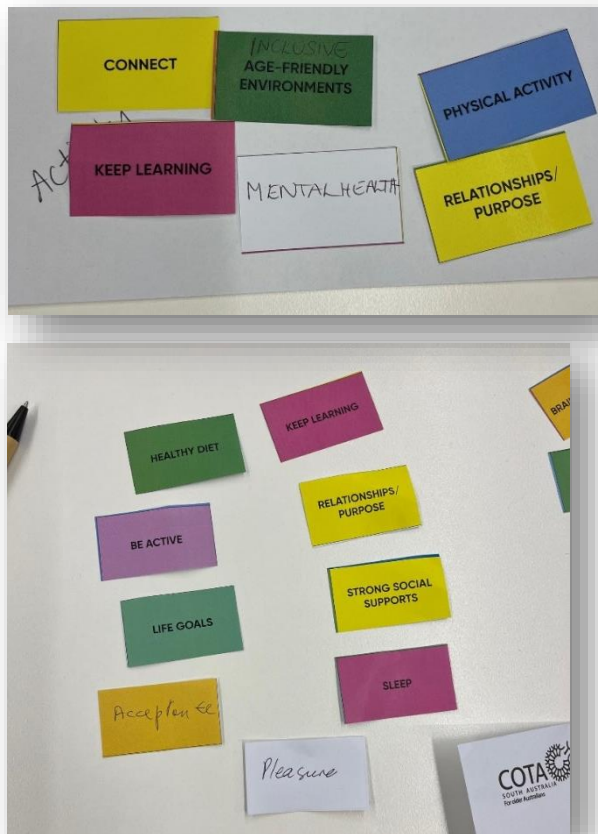 CONNECT
INCLUSIVE
AGE-FRIENDLY
ENVIRONMENTS
PHYSICAL ACTIVITY
KEEP LEARNING
MENTAL HEALTH
RELATIONSHIPS/
PURPOSE
KEEP LEARNING
HEALTHY DIET
RELATIONSHIPS/
PURPOSE
BE ACTIVE
STRONG SOCIAL
SUPPORTS
LIFE GOALS
SLEEP
Acceptance
Pleasure
COTA
SOUTH AUSTRALIA
For older Australians